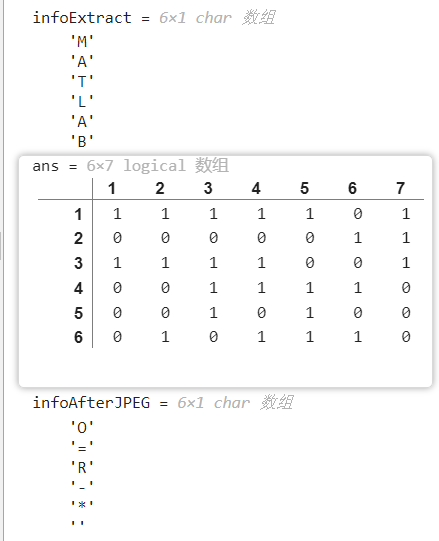 infoExtract = 6×1 char 数组
'M'
'A'
'T'
'L'
'A'
'B'
ans = 6×7 logical 数组
1 2 3 4 5 6 7
1 1 1 1 1 1 0 1
2 0 0 0 0 0 1 1
3 1 1 1 1 0 0 1
4 0 0 1 1 1 1 0
5 0 0 1 0 1 0 0
6 0 1 0 1 1 1 0
infoAfterJPEG = 6×1 char 数组
'O'
'='
'R'
'-'
'*'
''